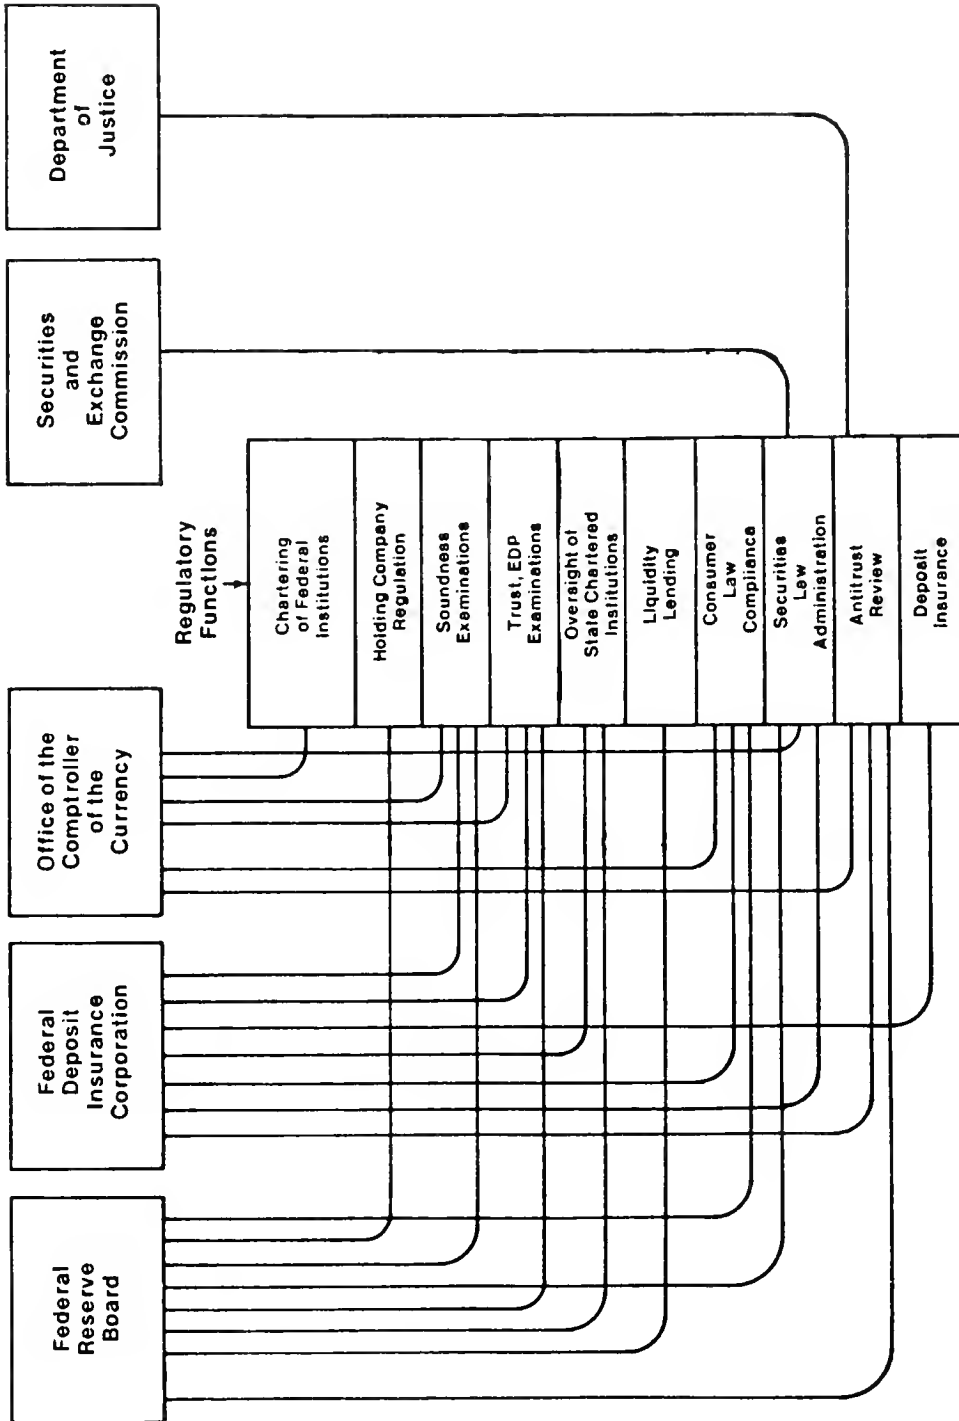 Federal
Reserve
Board
Federal
Deposit
Insurance
Corporation
Office of the
Comptroller
of the
Currency
Securities
and
Exchange
Commission
Department
of
Justice
Regulatory
Functions
Chartering
of Federal
Institutions
Holding Company
Regulation
Soundness
Examinations
Trust, EDP
Examinations
Oversight of
State Chartered
Institutions
Liquidity
Lending
Consumer
Law
Compliance
Securities
Law
Administration
Antitrust
Review
Deposit
Insurance